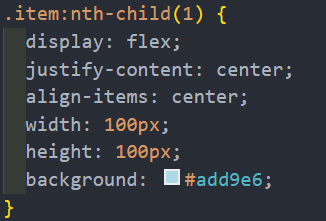 .item:nth-child(1) {
display: flex;
justify-content: center;
align-items: center;
width: 100px;
height: 100px;
background: #add9e6;
}